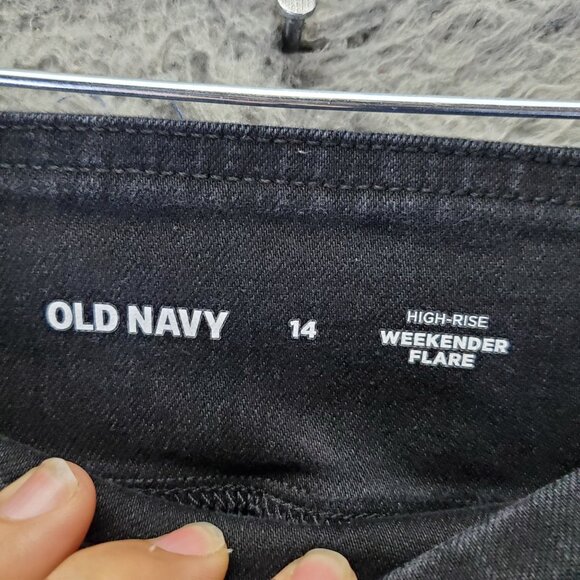 OLD NAVY
14
HIGH-RISE
WEEKENDER
FLARE